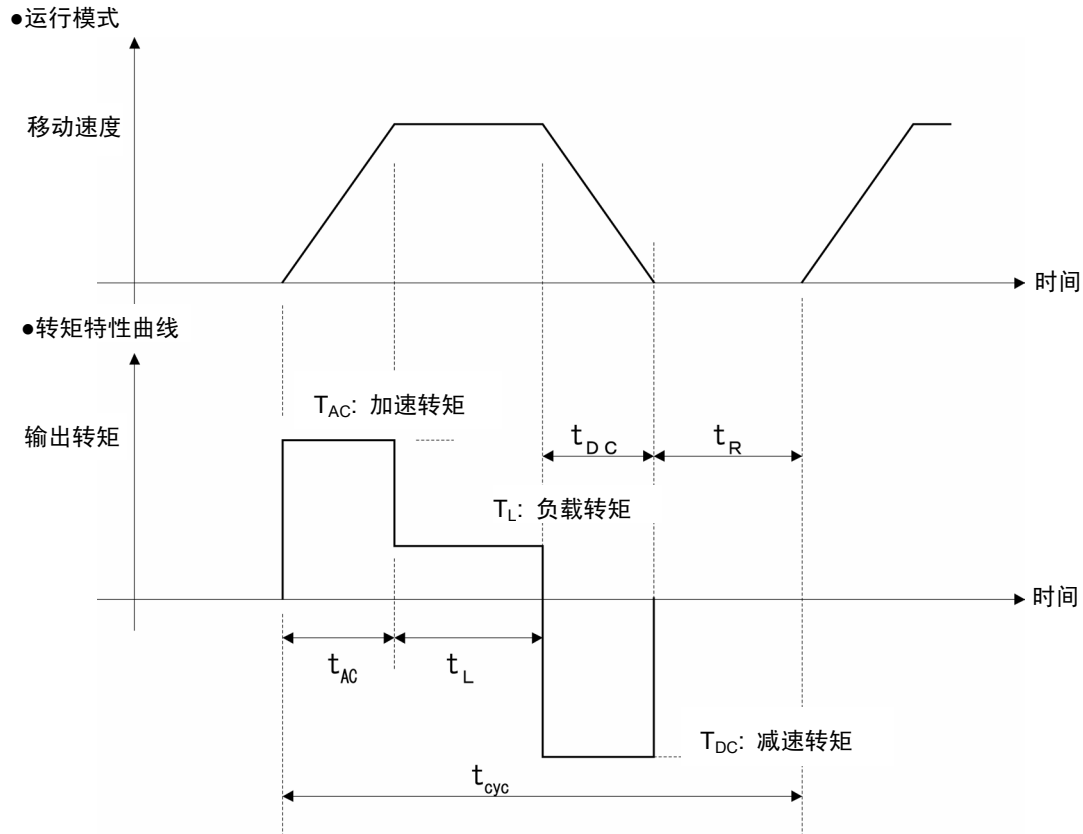 ●运行模式
移动速度
时间
●转矩特性曲线
T_AC: 加速转矩
输出转矩
t_DC
t_R
T_L: 负载转矩
时间
t_AC
t_L
T_DC: 减速转矩
t_cyc